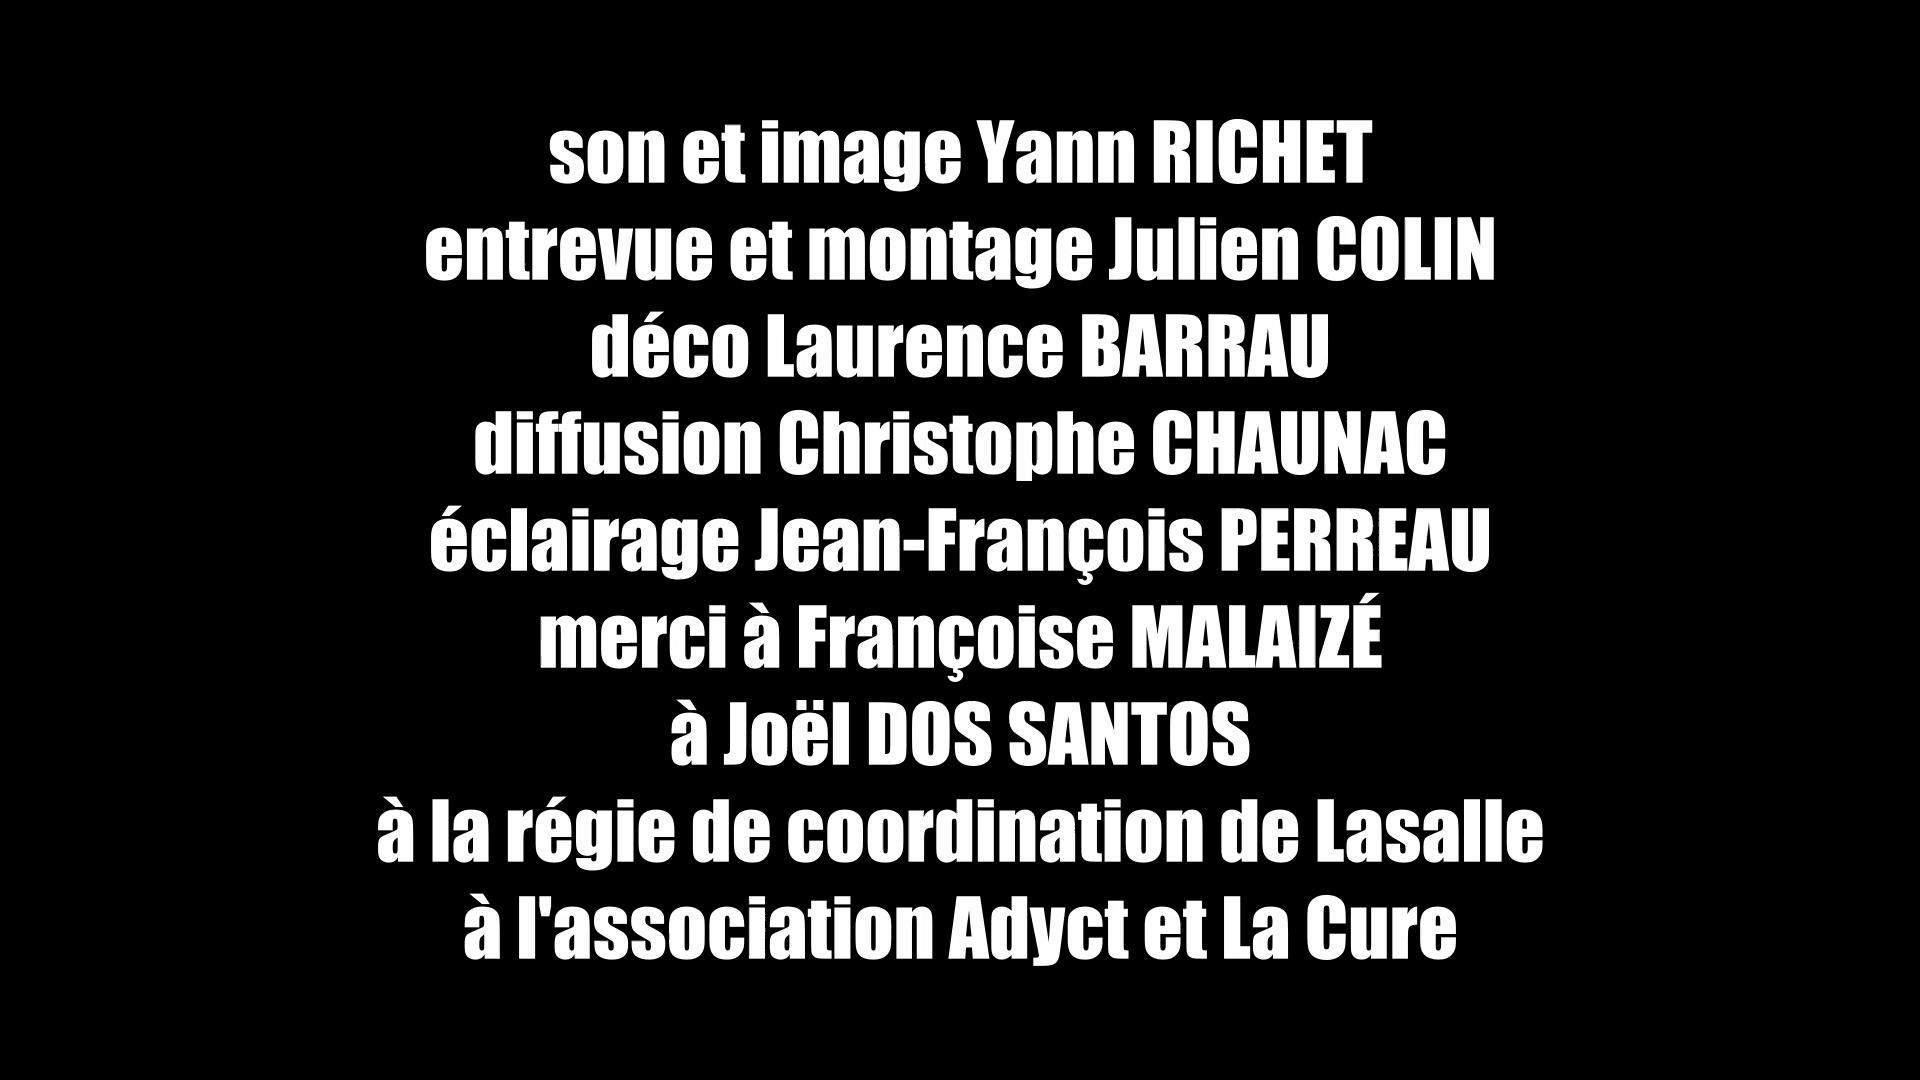 son et image Yann RICHET
entrevue et montage Julien COLIN
déco Laurence BARRAU
diffusion Christophe CHAUNAC
éclairage Jean-François PERREAU
merci à Françoise MALAIZÉ
à Joël DOS SANTOS
à la régie de coordination de Lasalle
à l'association Adyct et La Cure